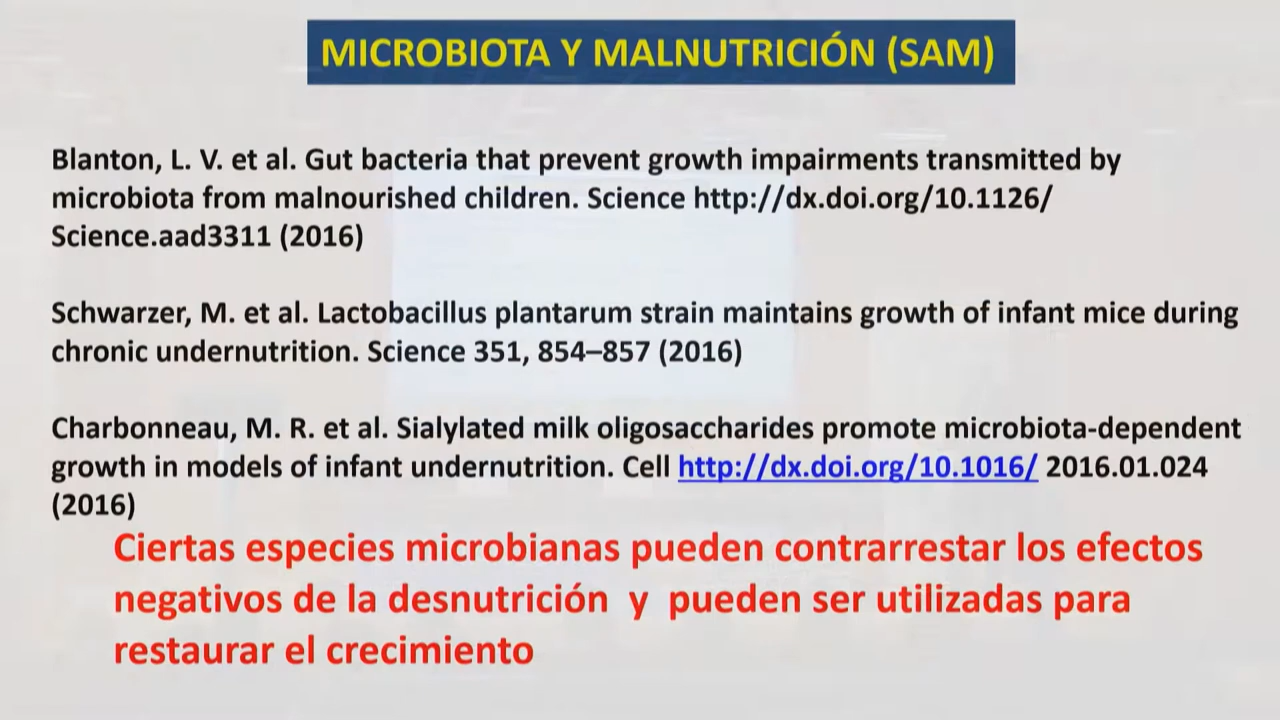 MICROBIOTA Y MALNUTRICIÓN (SAM)
Blanton, L. V. et al. Gut bacteria that prevent growth impairments transmitted by
microbiota from malnourished children. Science http://dx.doi.org/10.1126/
Science.aad3311 (2016)
Schwarzer, M. et al. Lactobacillus plantarum strain maintains growth of infant mice during
chronic undernutrition. Science 351, 854–857 (2016)
Charbonneau, M. R. et al. Sialylated milk oligosaccharides promote microbiota-dependent
growth in models of infant undernutrition. Cell http://dx.doi.org/10.1016/ 2016.01.024
(2016)
Ciertas especies microbianas pueden contrarrestar los efectos
negativos de la desnutrición y pueden ser utilizadas para
restaurar el crecimiento